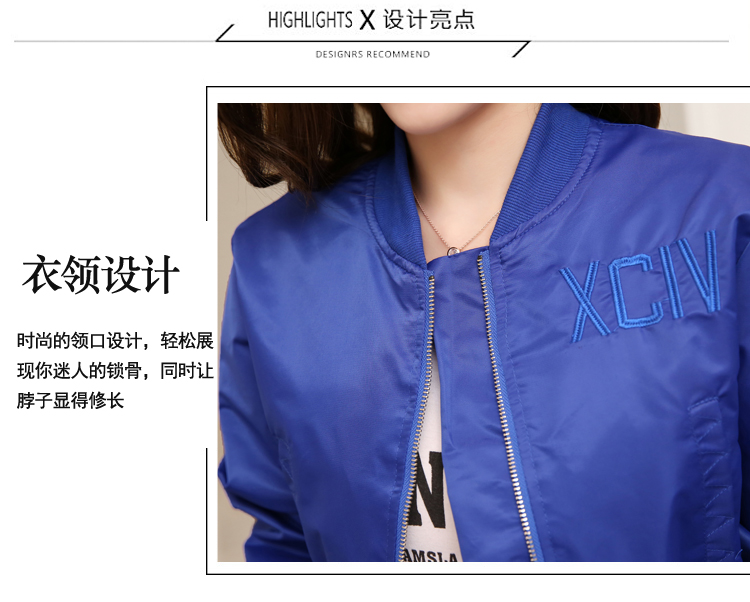 HIGHLIGHTS X 设计亮点
DESIGNRS RECOMMEND
衣领设计
时尚的领口设计，轻松展
现你迷人的锁骨，同时让
脖子显得修长
XCIV
N
AMSLA